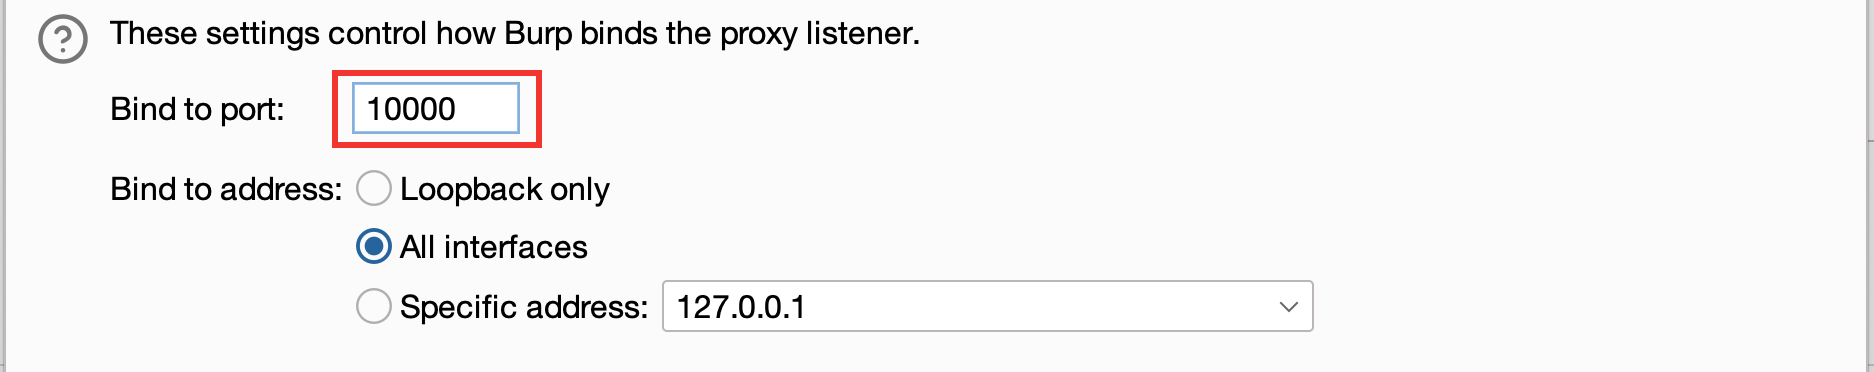 These settings control how Burp binds the proxy listener.
Bind to port: 10000
Bind to address: Loopback only
All interfaces
Specific address: 127.0.0.1